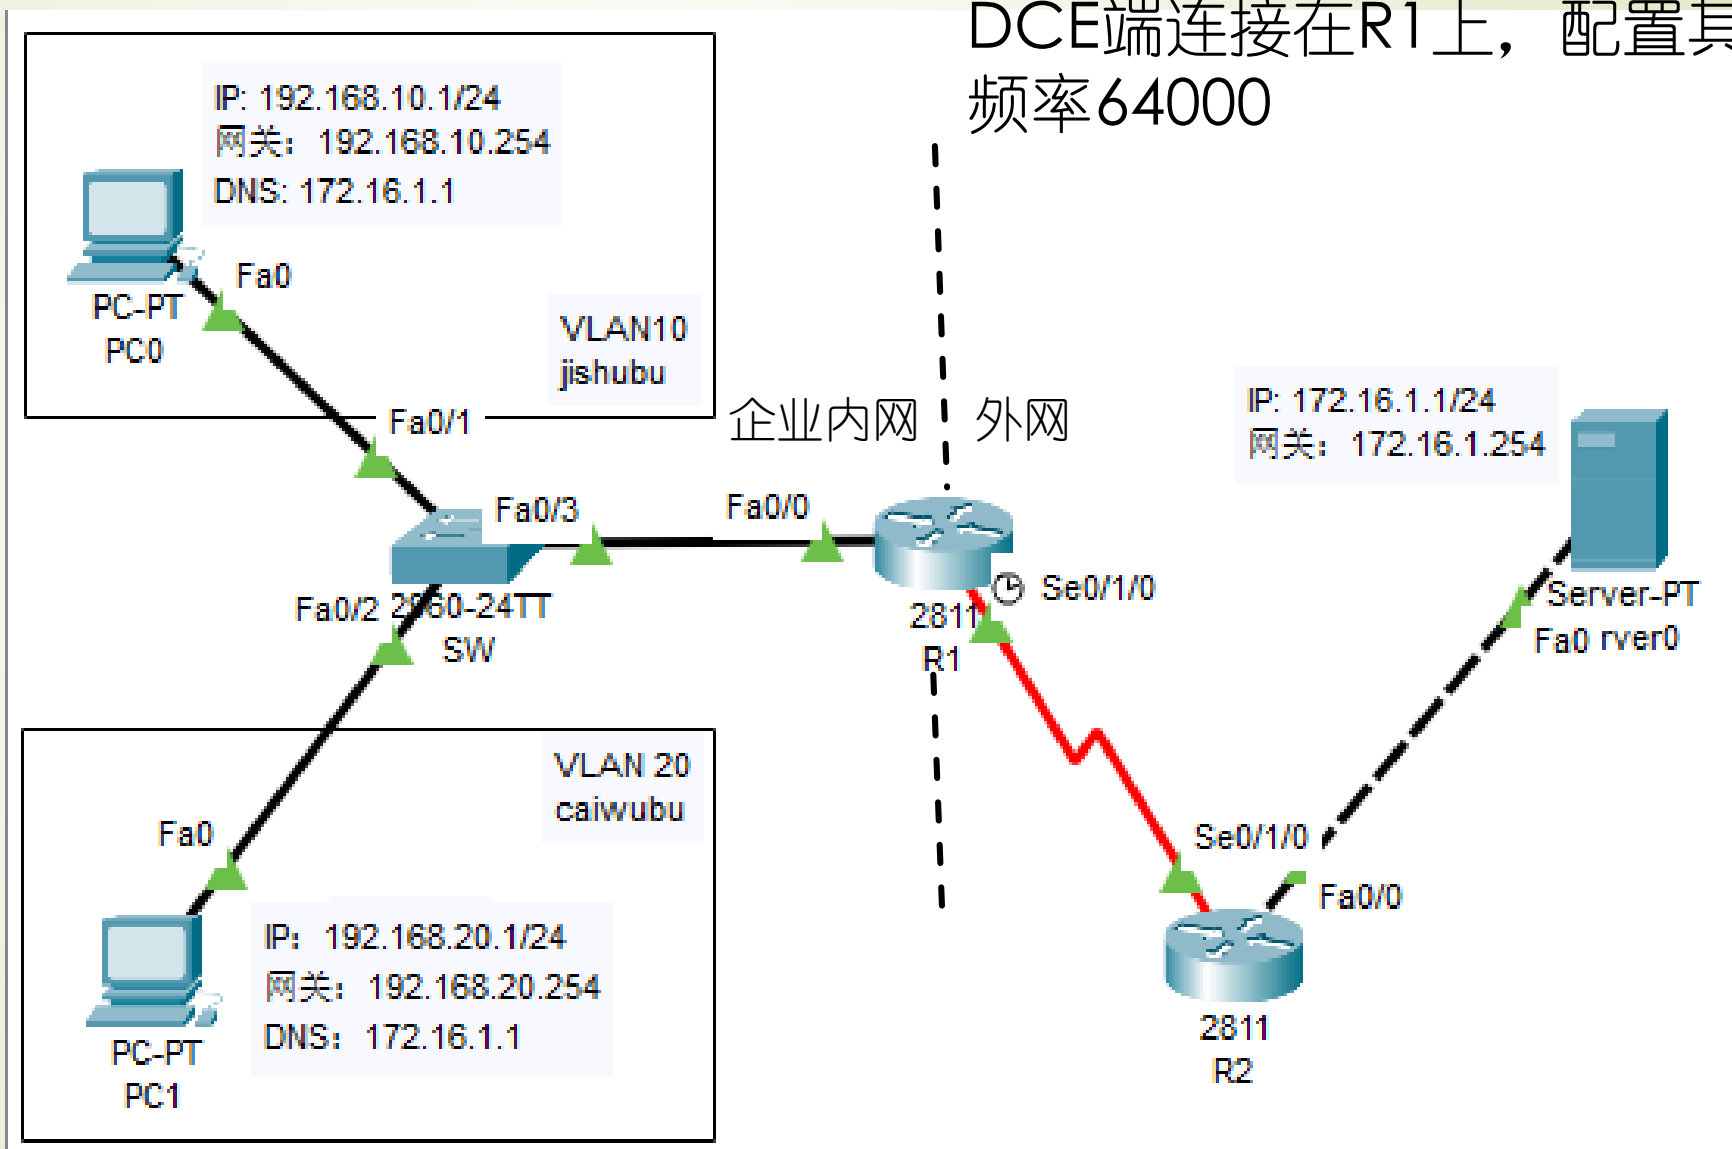 DCE端连接在R1上，配置其
频率64000
IP: 192.168.10.1/24
网关：192.168.10.254
DNS: 172.16.1.1
Fa0
PC-PT
PC0
VLAN10
jishubu
Fa0/1
企业内网
外网
IP: 172.16.1.1/24
网关：172.16.1.254
Fa0/3
Fa0/0
Se0/1/0
Fa0/2
2960-24TT
SW
2811
R1
Server-PT
Fa0
rver0
VLAN 20
caiwubu
Fa0
Se0/1/0
Fa0/0
IP：192.168.20.1/24
网关：192.168.20.254
DNS：172.16.1.1
PC-PT
PC1
2811
R2